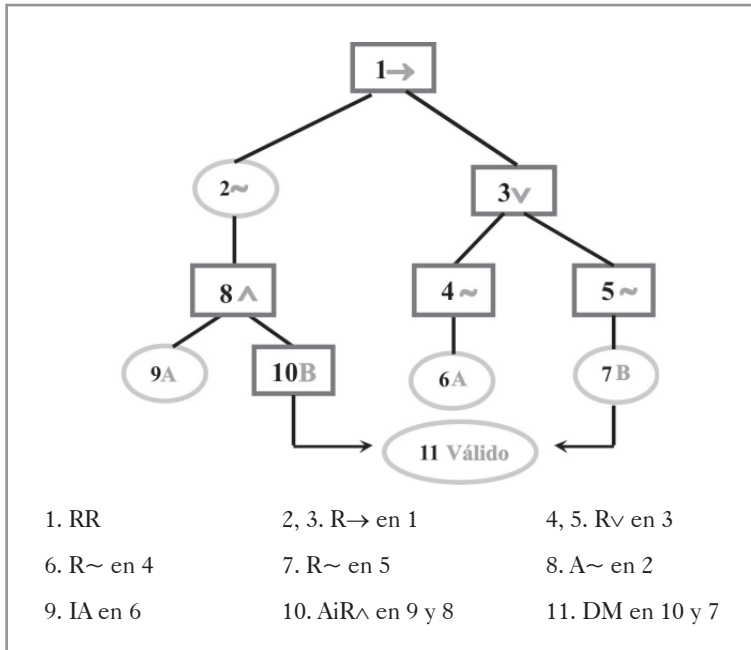 1→
2~
3∨
8∧
4~
5~
9A
10B
6A
7B
11 Válido
1. RR
2, 3. R→ en 1
4, 5. R∨ en 3
6. R~ en 4
7. R~ en 5
8. A~ en 2
9. IA en 6
10. AiR∧ en 9 y 8
11. DM en 10 y 7